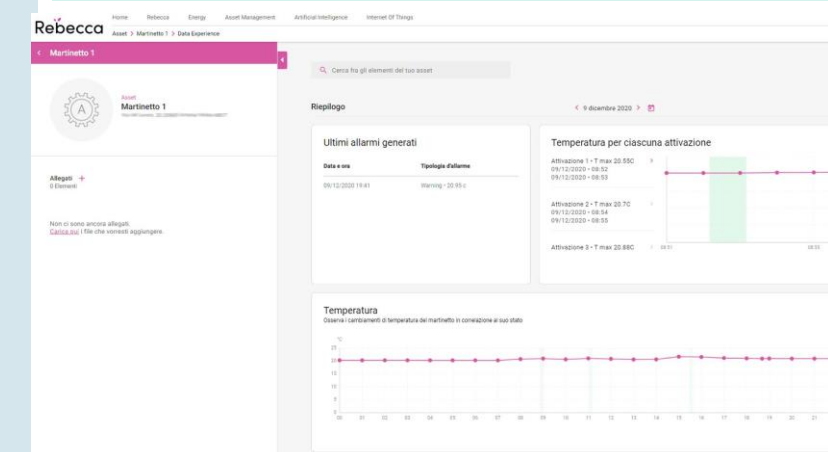 Rebecca
Home Rebecca Energy Asset Management Artificial Intelligence Internet Of Things
Asset > Martinetto 1 > Data Experience
Martinetto 1
Asset
Martinetto 1
A
Allegati +
0 Elementi
Non ci sono ancora allegati.
Carica qui i file che vorresti aggiungere.
Cerca fra gli elementi del tuo asset
Riepilogo
9 dicembre 2020
Ultimi allarmi generati
Data e ora Tipologia d'allarme
09/12/2020 19:41 Warning • 20.95 c
Temperatura per ciascuna attivazione
Attivazione 1 • T max 20.55C
09/12/2020 • 08:52
09/12/2020 • 08:53
Attivazione 2 • T max 20.7C
09/12/2020 • 08:54
09/12/2020 • 08:55
Attivazione 3 • T max 20.88C
08:51 08:55
Temperatura
Osserva i cambiamenti di temperatura del martinetto in correlazione al suo stato
°C
25
20
15
10
5
0
00 01 02 03 04 05 06 07 08 09 10 11 12 13 14 15 16 17 18 19 20 21